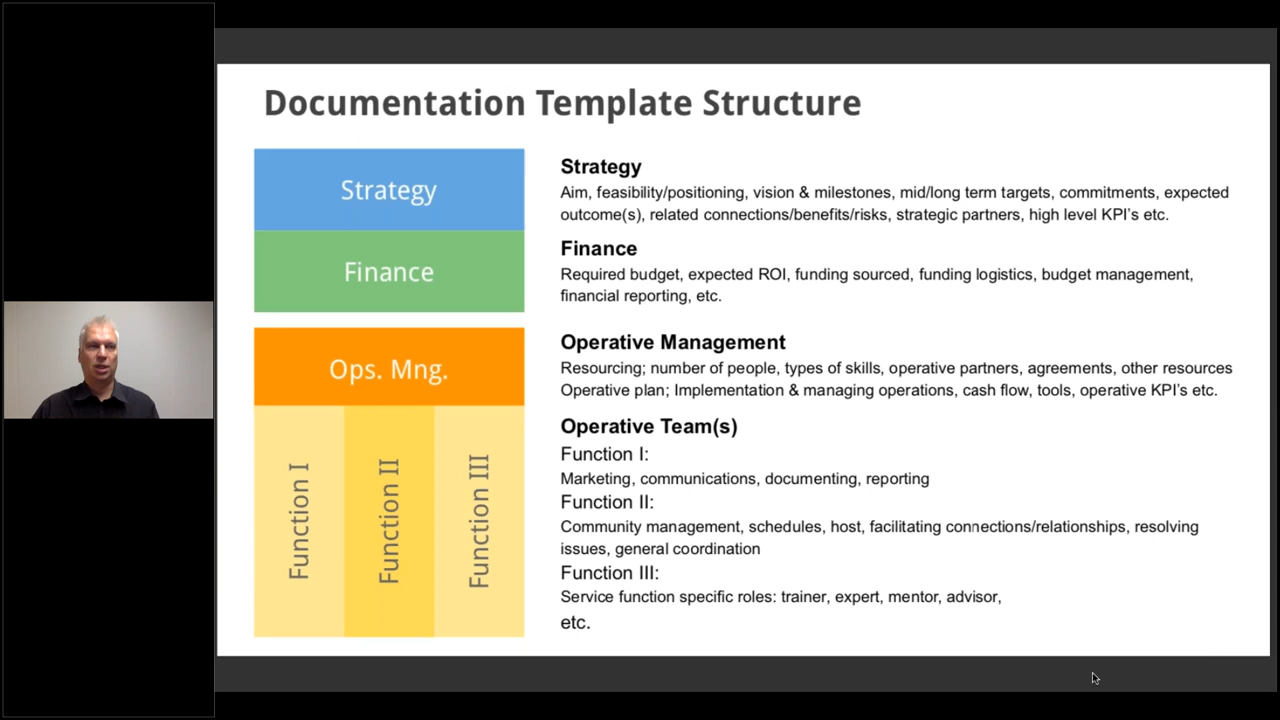 Documentation Template Structure
Strategy
Finance
Ops. Mng.
Function I
Function II
Function III
Strategy
Aim, feasibility/positioning, vision & milestones, mid/long term targets, commitments, expected
outcome(s), related connections/benefits/risks, strategic partners, high level KPI's etc.
Finance
Required budget, expected ROI, funding sourced, funding logistics, budget management,
financial reporting, etc.
Operative Management
Resourcing; number of people, types of skills, operative partners, agreements, other resources
Operative plan; Implementation & managing operations, cash flow, tools, operative KPI's etc.
Operative Team(s)
Function I:
Marketing, communications, documenting, reporting
Function II:
Community management, schedules, host, facilitating connections/relationships, resolving
issues, general coordination
Function III:
Service function specific roles: trainer, expert, mentor, advisor,
etc.